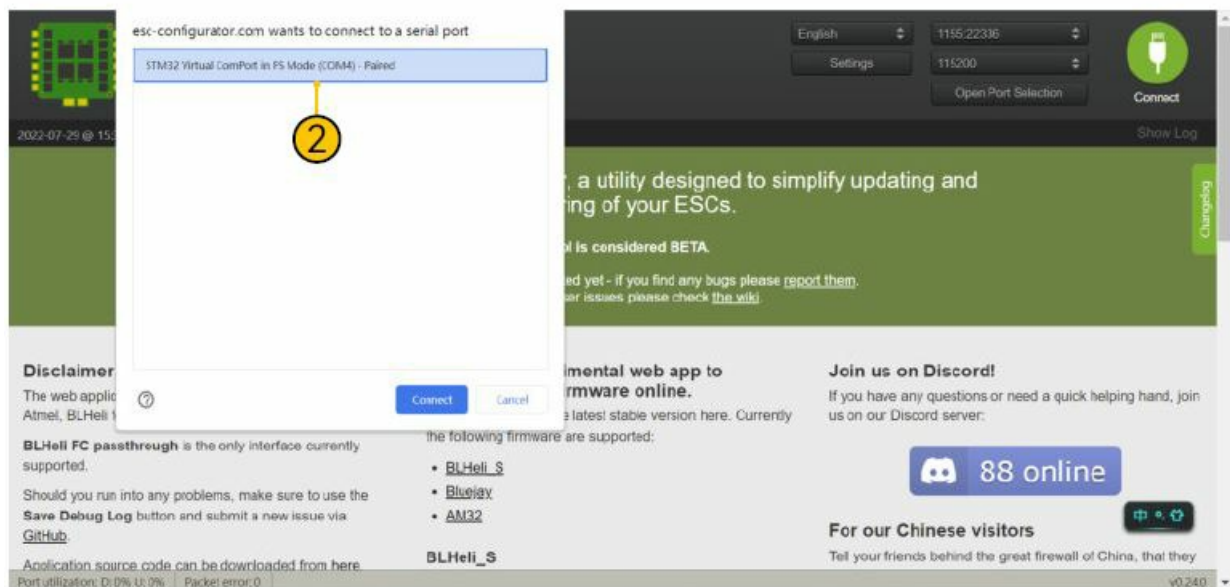 esc-configurator.com wants to connect to a serial port
STM32 Virtual ComPort in FS Mode (COM4) - Paired
2
Connect
Cancel
English
1155:22336
Settings
115200
Open Port Selection
Connect
2022-07-29 @ 15:
Show Log
, a utility designed to simplify updating and
ring of your ESCs.
ol is considered BETA.
ted yet - if you find any bugs please report them.
er issues please check the wiki.
Changelog
Disclaimer
The web applic
Atmel, BLHeli
BLHeli FC passthrough is the only interface currently
supported.
Should you run into any problems, make sure to use the
Save Debug Log button and submit a new issue via
GitHub.
Application source code can be downloaded from here.
imental web app to
rmware online.
e latest stable version here. Currently
the following firmware are supported:
• BLHeli_S
• Bluejay
• AM32
BLHeli_S
Join us on Discord!
If you have any questions or need a quick helping hand, join
us on our Discord server:
88 online
For our Chinese visitors
Tell your friends behind the great firewall of China, that they
中
Port utilization: D: 0% U: 0%
Packet error: 0
v0.24.0